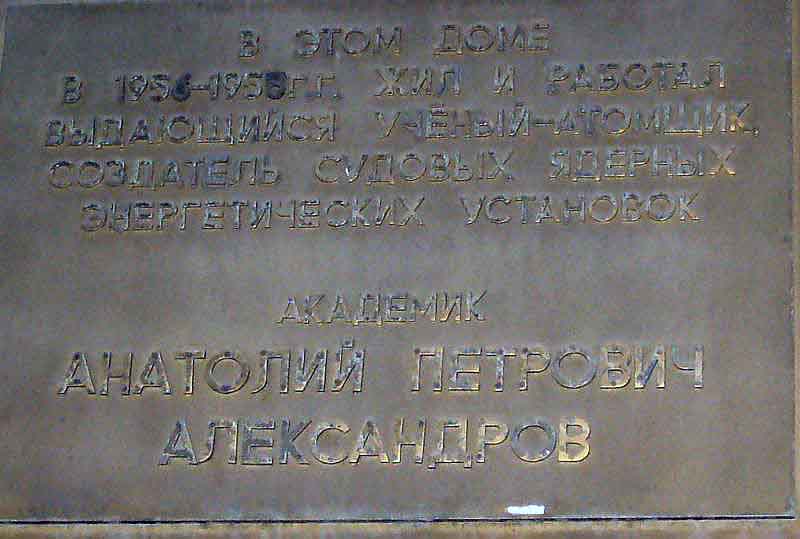 В ЭТОМ ДОМЕ
В 1956-1958Г.Г. ЖИЛ И РАБОТАЛ
ВЫДАЮЩИЙСЯ УЧЁНЫЙ-АТОМЩИК,
СОЗДАТЕЛЬ СУДОВЫХ ЯДЕРНЫХ
ЭНЕРГЕТИЧЕСКИХ УСТАНОВОК
АКАДЕМИК
АНАТОЛИЙ ПЕТРОВИЧ
АЛЕКСАНДРОВ